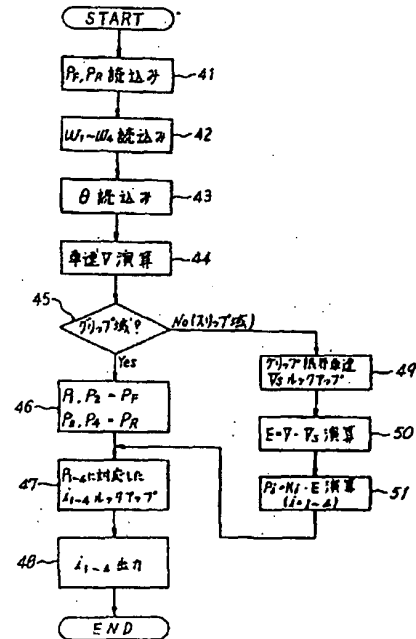 START
PF, PR 読込み
41
W1~W4 読込み
42
θ 読込み
43
車速 V 演算
44
45
グリップ域?
No(スリップ域)
Yes
グリップ限界車速
VSルックアップ
49
46
P1, P2 = PF
P3, P4 = PR
E=V-VS 演算
50
47
P1~4に対応した
i1~4ルックアップ
Pi=Ki・E 演算
(i=1~4)
51
48
i1~4 出力
END